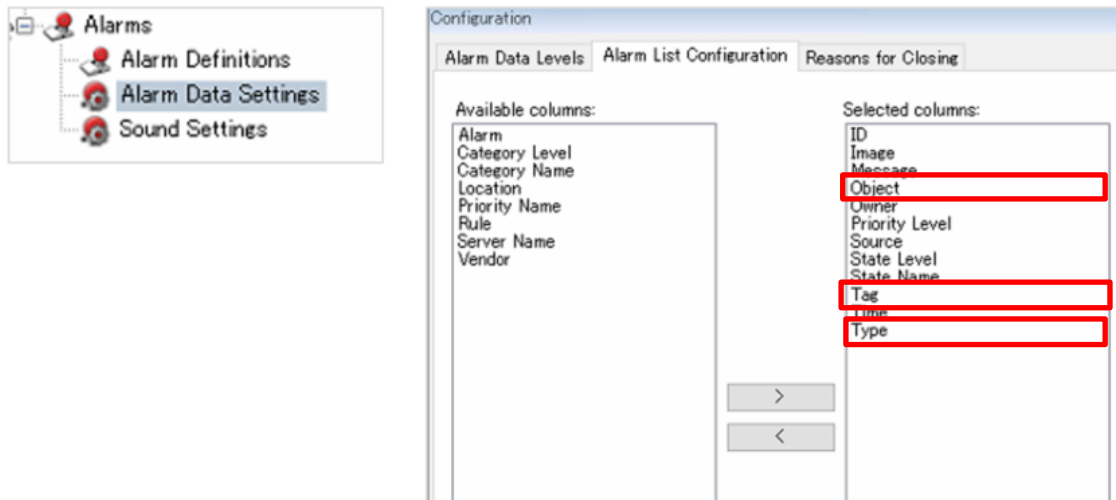 Alarms
Alarm Definitions
Alarm Data Settings
Sound Settings
Configuration
Alarm Data Levels
Alarm List Configuration
Reasons for Closing
Available columns:
Alarm
Category Level
Category Name
Location
Priority Name
Rule
Server Name
Vendor
>
<
Selected columns:
ID
Image
Message
Object
Owner
Priority Level
Source
State Level
State Name
Tag
Time
Type